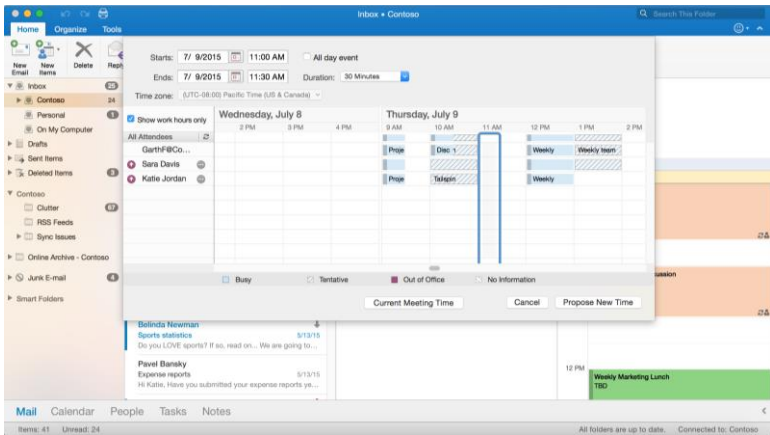 Inbox • Contoso
Search This Folder
Home Organize Tools
New Email
New Items
Delete
Reply
Starts: 7/ 9/2015 11:00 AM All day event
Ends: 7/ 9/2015 11:30 AM Duration: 30 Minutes
Time zone: (UTC-08:00) Pacific Time (US & Canada)
Show work hours only
Wednesday, July 8 Thursday, July 9
2 PM 3 PM 4 PM 9 AM 10 AM 11 AM 12 PM 1 PM 2 PM
All Attendees
GarthF@Co... Proje Disc Weekly Weekly team
Sara Davis
Katie Jordan Proje Tailspin Weekly
Busy Tentative Out of Office No Information
Current Meeting Time Cancel Propose New Time
Inbox
Contoso 24
Personal 1
On My Computer
Drafts
Sent Items
Deleted Items
Contoso
Clutter 67
RSS Feeds
Sync Issues
Online Archive - Contoso
Junk E-mail
Smart Folders
Belinda Newman
Sports statistics 5/13/15
Do you LOVE sports? If so, read on... We are going to...
Pavel Bansky
Expense reports 5/13/15
Hi Katie, Have you submitted your expense reports ye...
12 PM
Weekly Marketing Lunch
TBD
Mail Calendar People Tasks Notes
Items: 41 Unread: 24
All folders are up to date. Connected to: Contoso